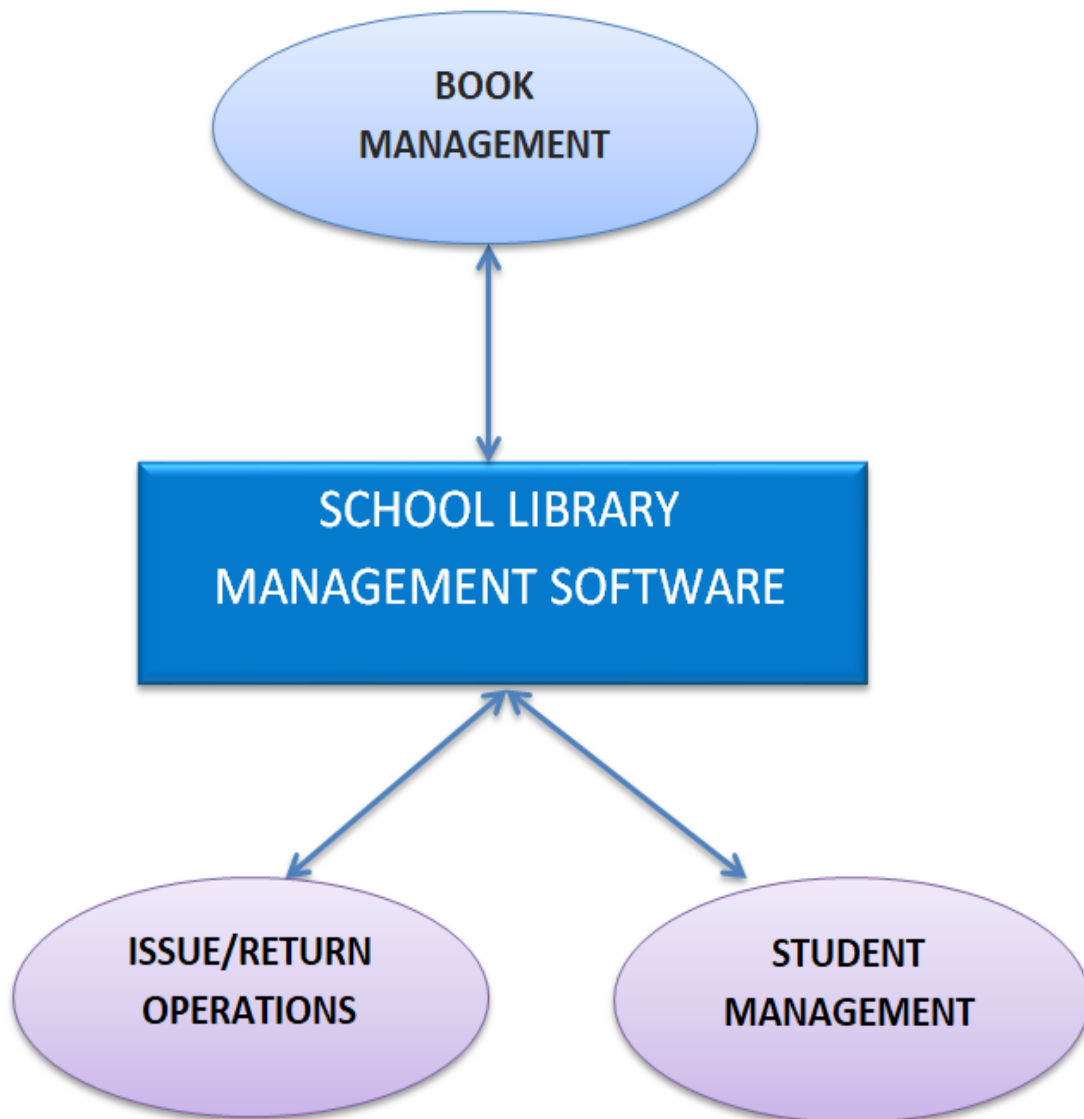 BOOK
MANAGEMENT
SCHOOL LIBRARY
MANAGEMENT SOFTWARE
ISSUE/RETURN
OPERATIONS
STUDENT
MANAGEMENT